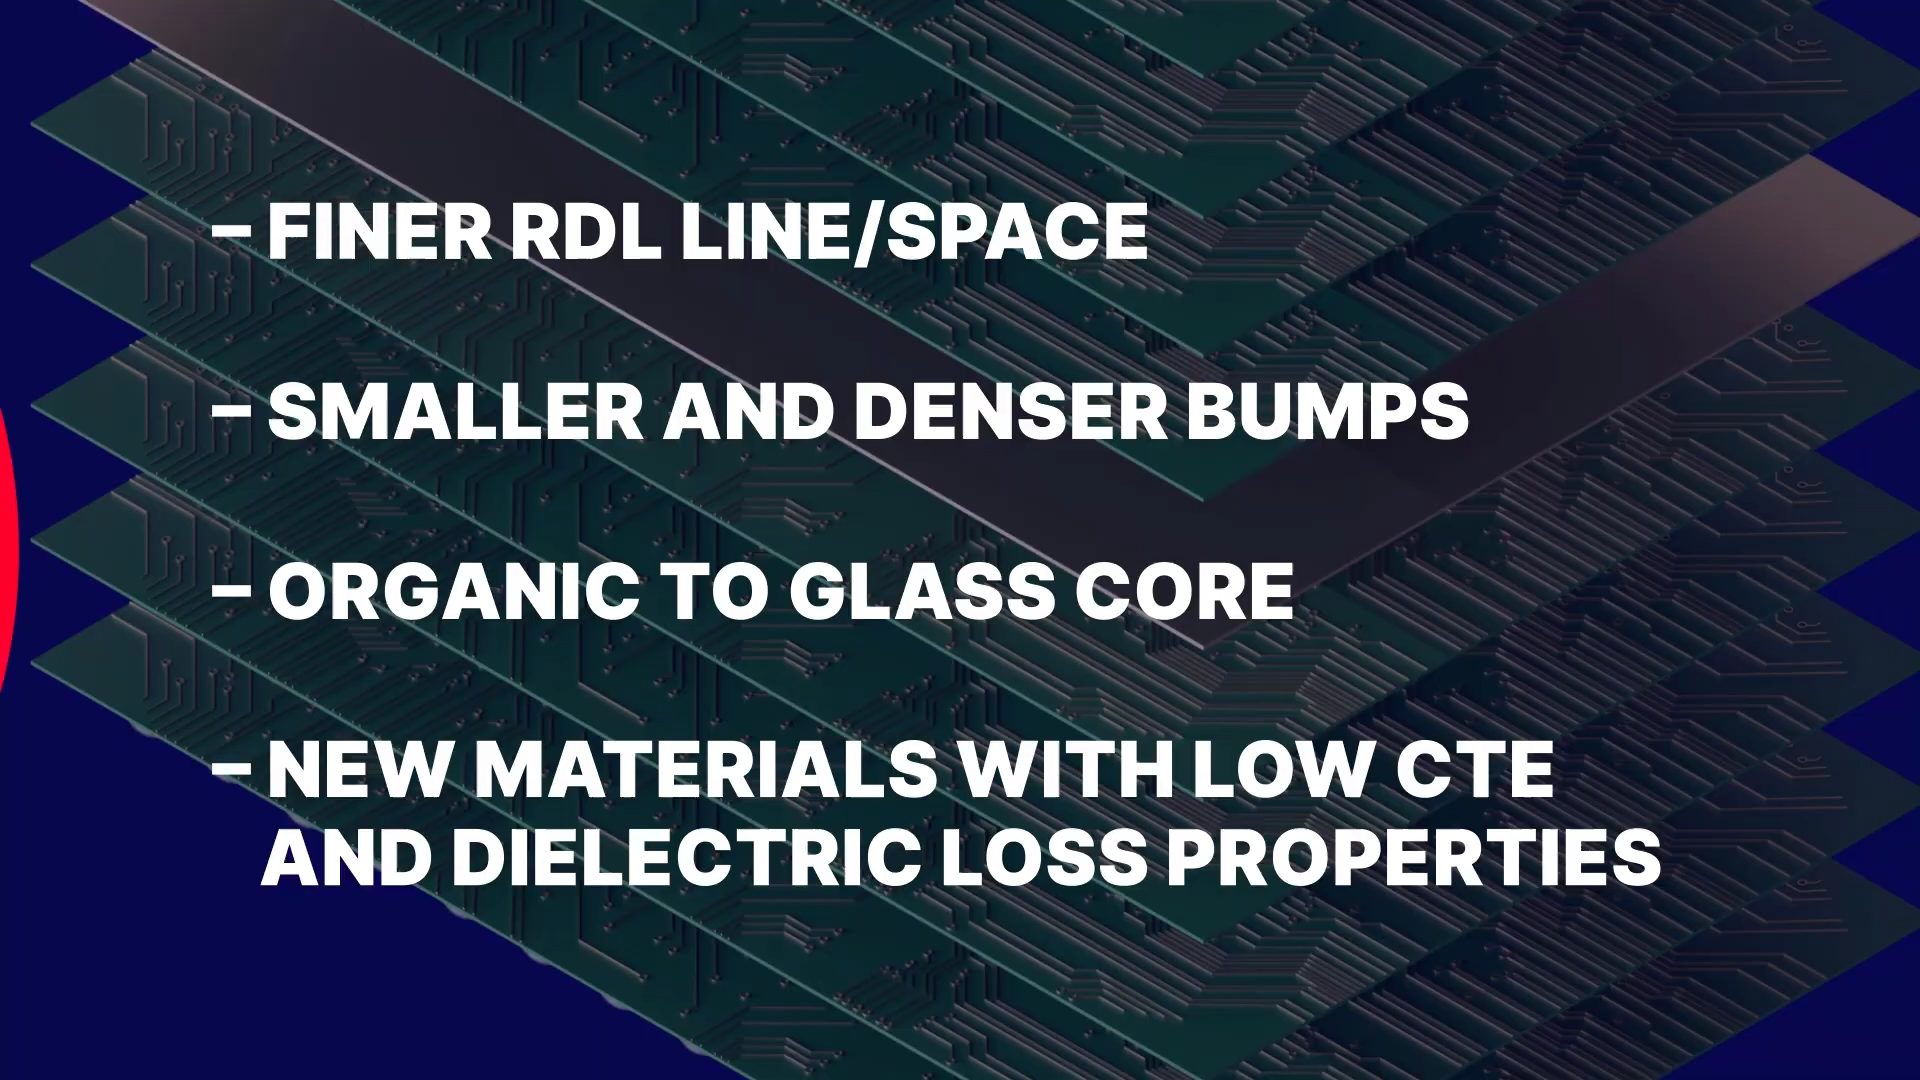 – FINER RDL LINE/SPACE
– SMALLER AND DENSER BUMPS
– ORGANIC TO GLASS CORE
– NEW MATERIALS WITH LOW CTE
AND DIELECTRIC LOSS PROPERTIES